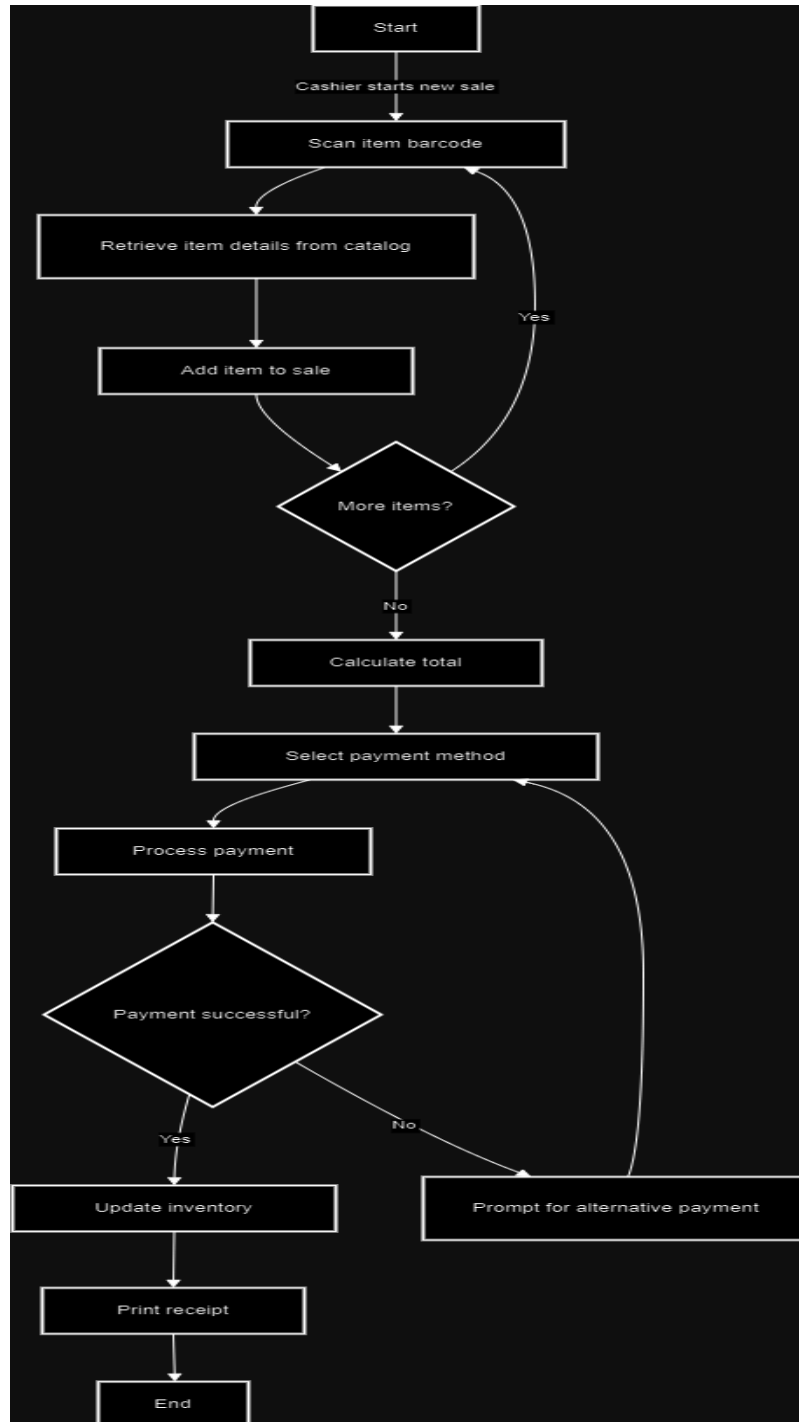 Start
Cashier starts new sale
Scan item barcode
Retrieve item details from catalog
Yes
Add item to sale
More items?
No
Calculate total
Select payment method
Process payment
Payment successful?
No
Yes
Update inventory
Prompt for alternative payment
Print receipt
End